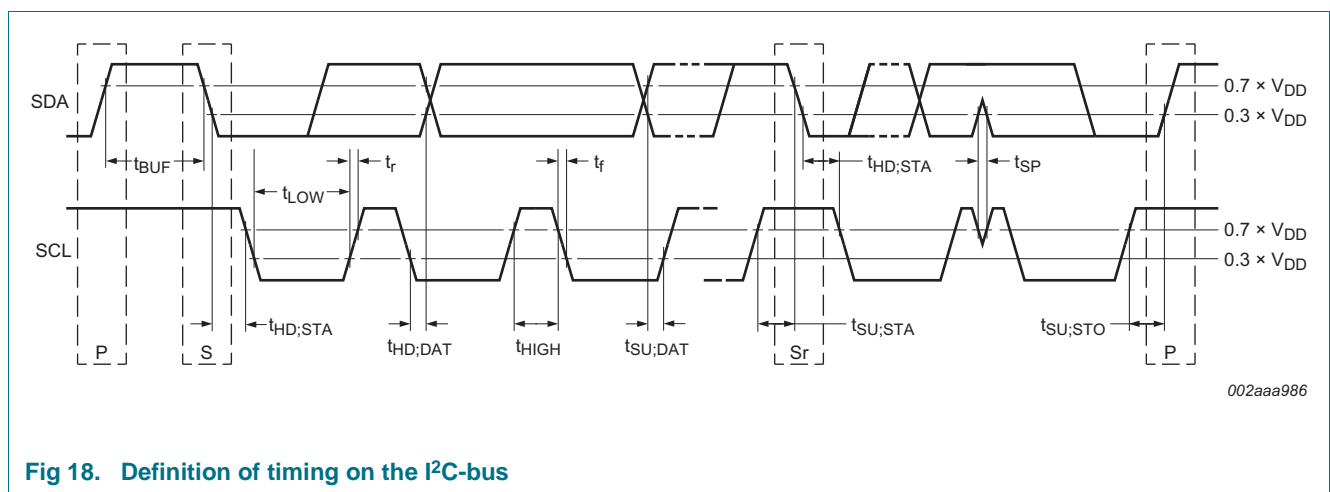 SDA
0.7 × VDD
0.3 × VDD
tBUF
tr
tf
tHD;STA
tSP
tLOW
SCL
0.7 × VDD
0.3 × VDD
tHD;STA
tHD;DAT
tHIGH
tSU;DAT
tSU;STA
tSU;STO
P
S
Sr
P
002aaa986
Fig 18. Definition of timing on the I²C-bus